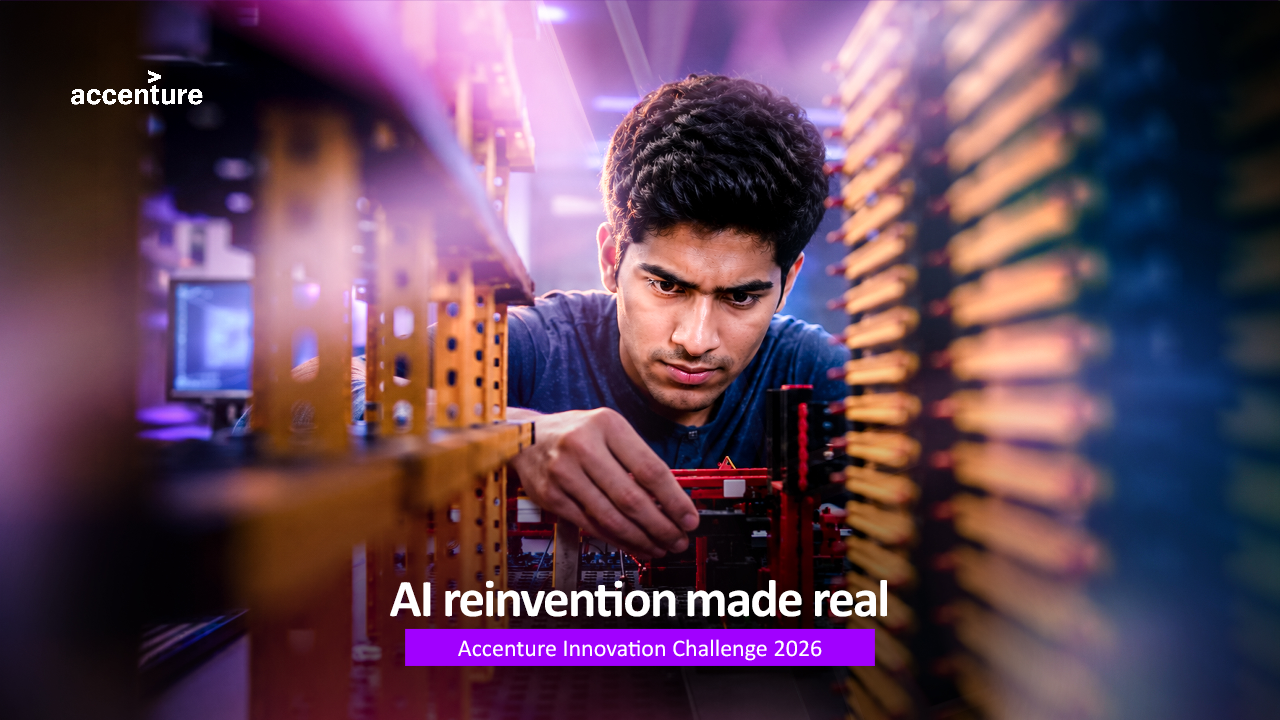 accenture
AI reinvention made real
Accenture Innovation Challenge 2026